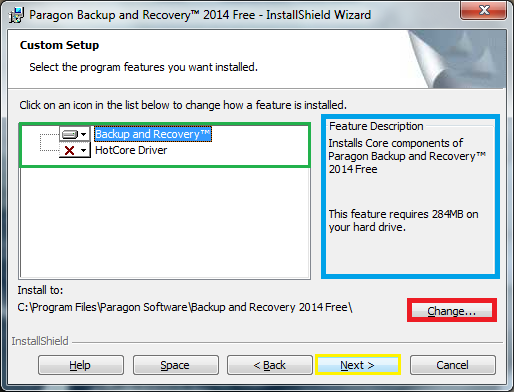 Paragon Backup and Recovery™ 2014 Free - InstallShield Wizard
Custom Setup
Select the program features you want installed.
Click on an icon in the list below to change how a feature is installed.
Backup and Recovery™
HotCore Driver
Feature Description
Installs Core components of
Paragon Backup and Recovery™
2014 Free
This feature requires 284MB on
your hard drive.
Install to:
C:\Program Files\Paragon Software\Backup and Recovery 2014 Free\
Change...
InstallShield
Help
Space
< Back
Next >
Cancel